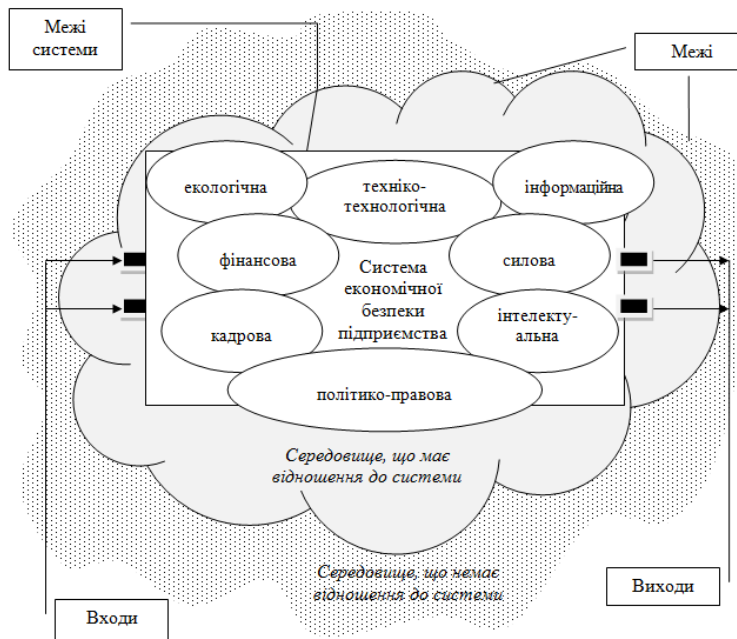 Межі
системи
Межі
екологічна
техніко-
технологічна
інформаційна
фінансова
силова
Система
економічної
безпеки
підприємства
кадрова
інтелекту-
альна
політико-правова
Середовище, що має
відношення до системи
Середовище, що немає
відношення до системи
Входи
Виходи